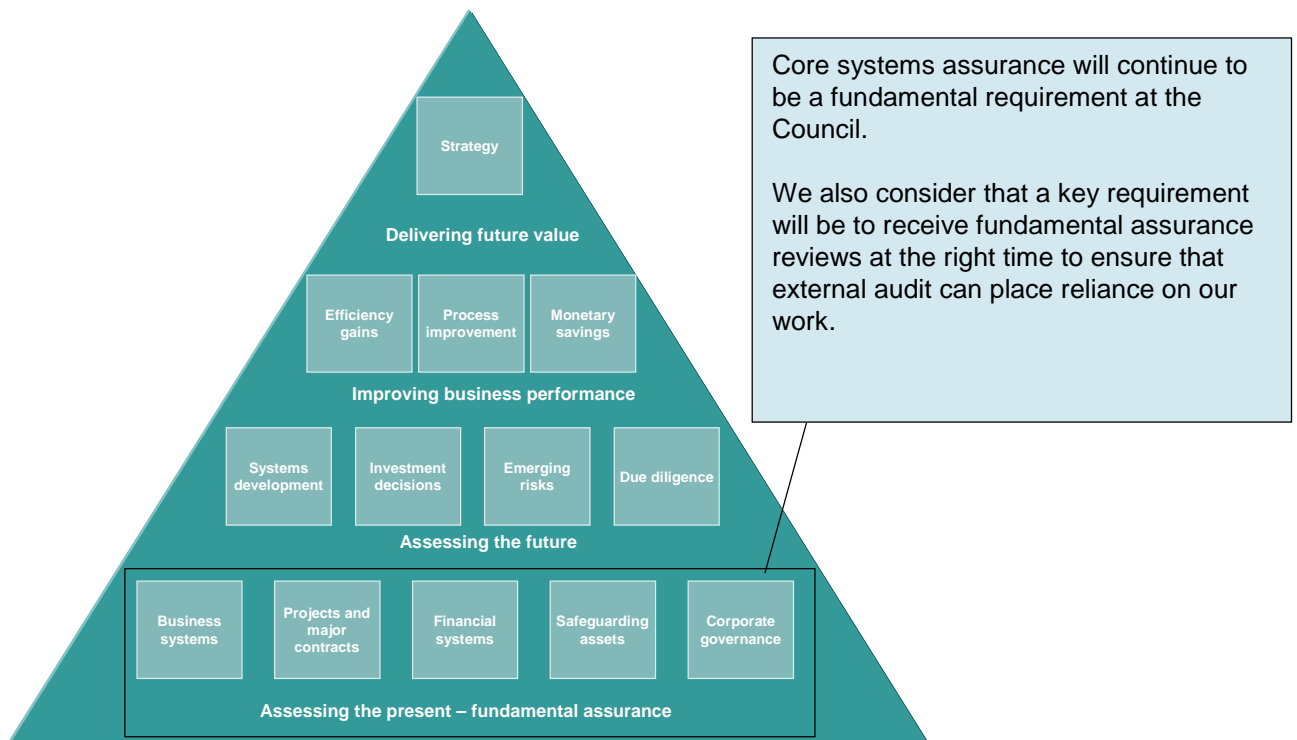 Strategy
Delivering future value
Efficiency
gains
Process
improvement
Monetary
savings
Improving business performance
Systems
development
Investment
decisions
Emerging
risks
Due diligence
Assessing the future
Business
systems
Projects and
major
contracts
Financial
systems
Safeguarding
assets
Corporate
governance
Assessing the present – fundamental assurance
Core systems assurance will continue to
be a fundamental requirement at the
Council.
We also consider that a key requirement
will be to receive fundamental assurance
reviews at the right time to ensure that
external audit can place reliance on our
work.